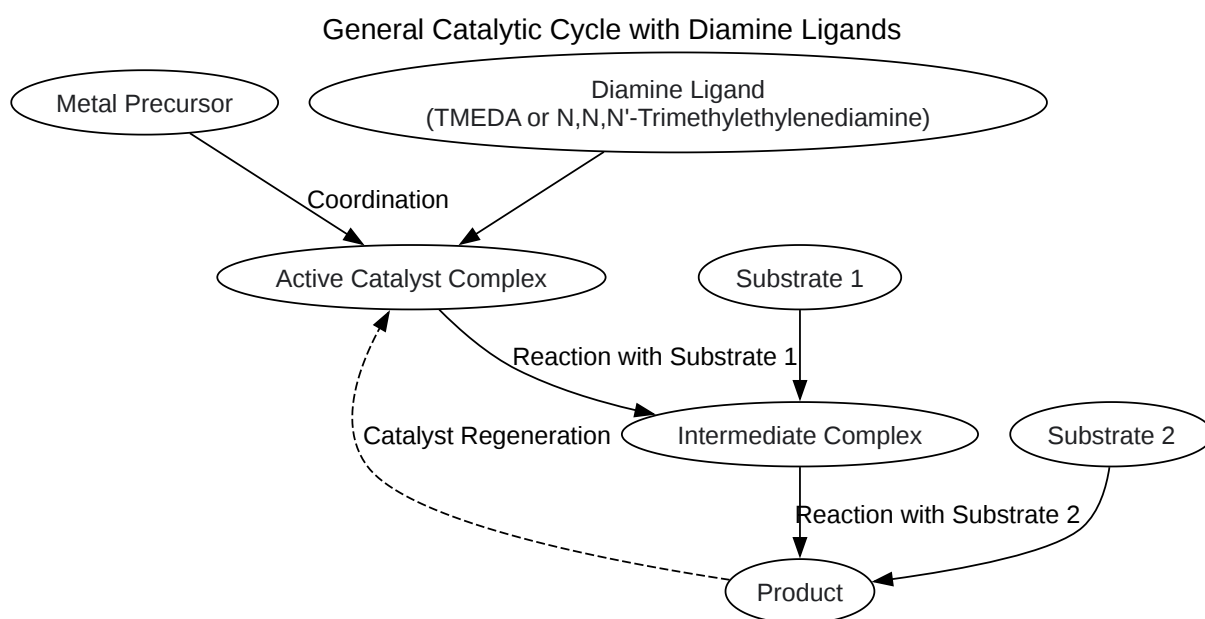 General Catalytic Cycle with Diamine Ligands
Metal Precursor
Diamine Ligand
(TMEDA or N,N,N'-Trimethylethylenediamine)
Coordination
Active Catalyst Complex
Substrate 1
Reaction with Substrate 1
Catalyst Regeneration
Intermediate Complex
Substrate 2
Reaction with Substrate 2
Product